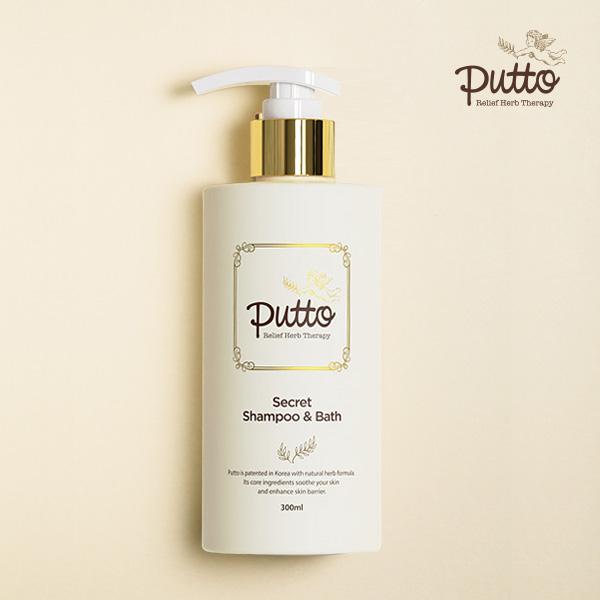 Putto
Relief Herb Therapy
Putto
Relief Herb Therapy
Secret
Shampoo & Bath
Putto is patented in Korea with natural herb formula.
Its core ingredients soothe your skin
and enhance skin barrier.
300ml